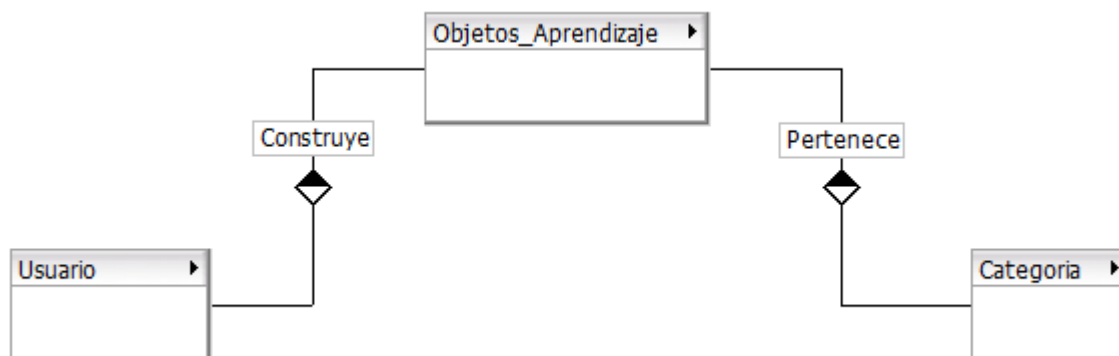 Objetos_Aprendizaje
Construye
Pertenece
Usuario
Categoria